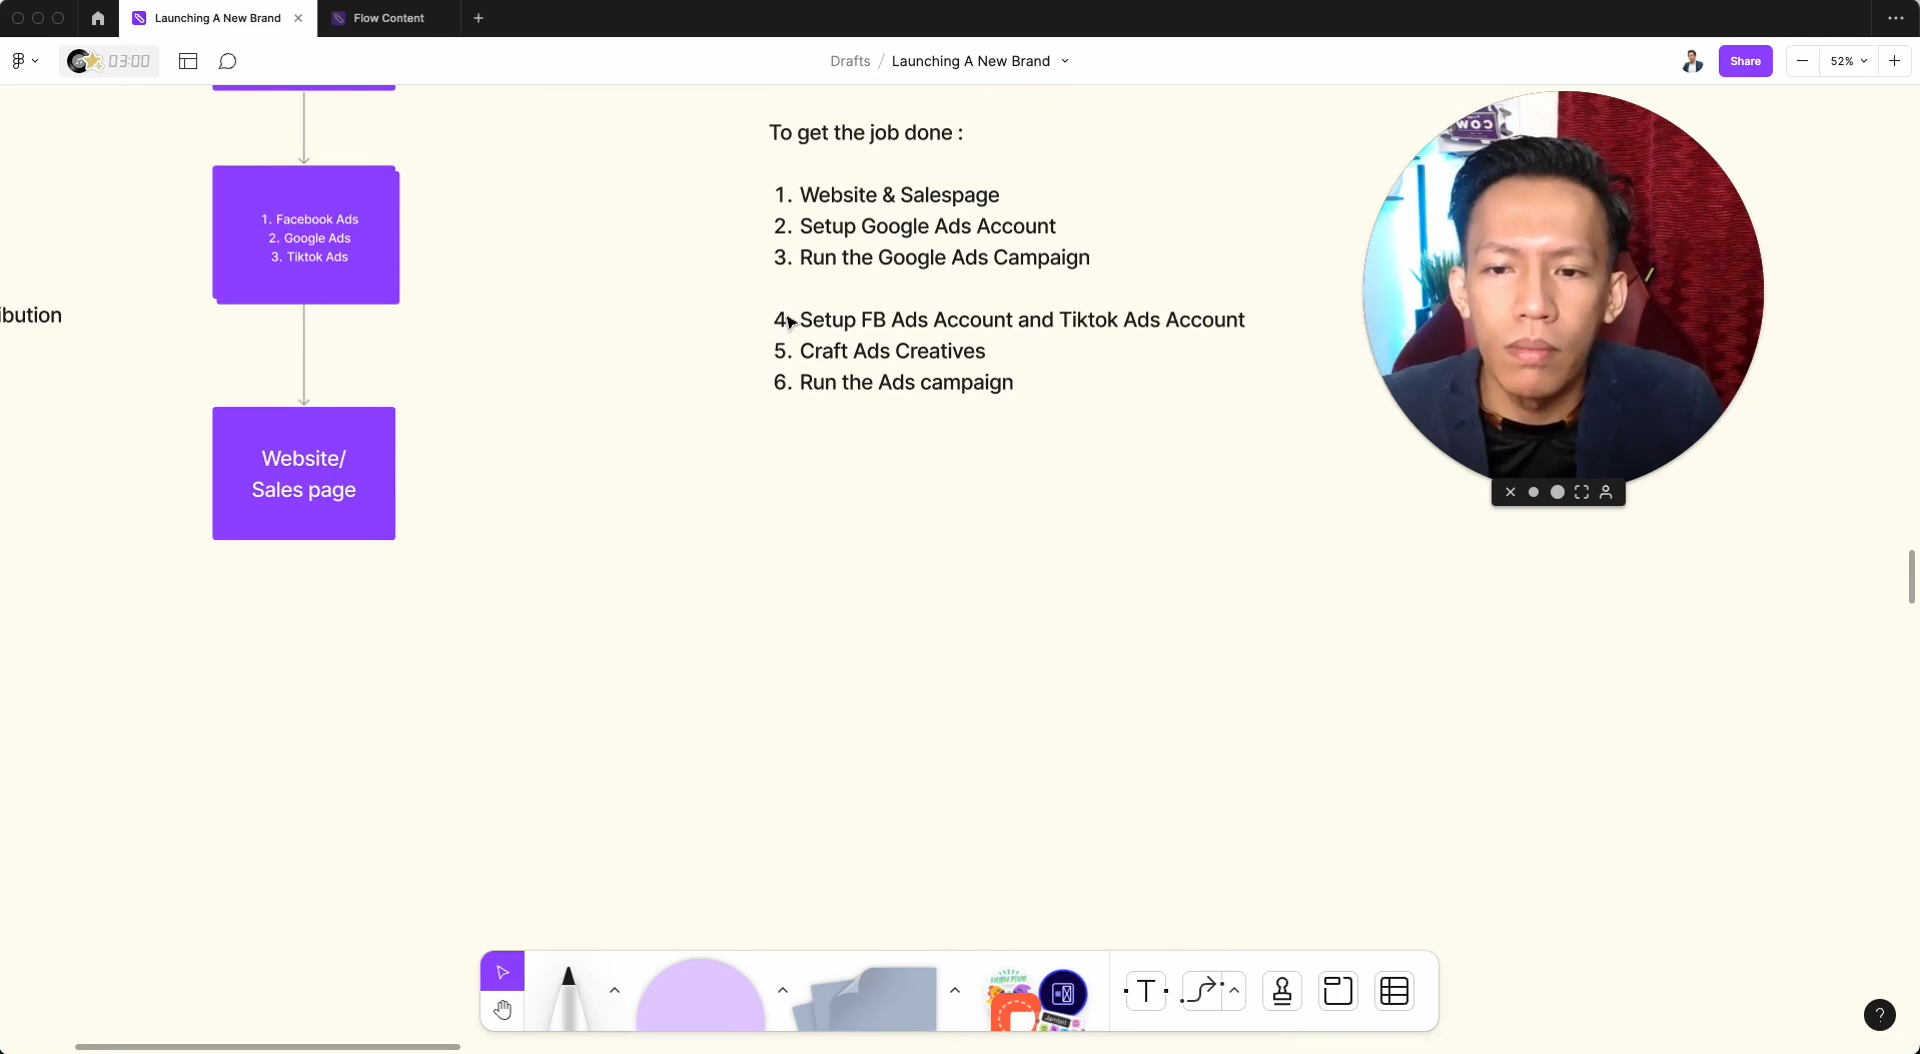 Launching A New Brand
Flow Content
03:00
Drafts / Launching A New Brand
Share
52%
To get the job done :
1. Website & Salespage
2. Setup Google Ads Account
3. Run the Google Ads Campaign
4. Setup FB Ads Account and Tiktok Ads Account
5. Craft Ads Creatives
6. Run the Ads campaign
1. Facebook Ads
2. Google Ads
3. Tiktok Ads
ibution
Website/
Sales page
T
?